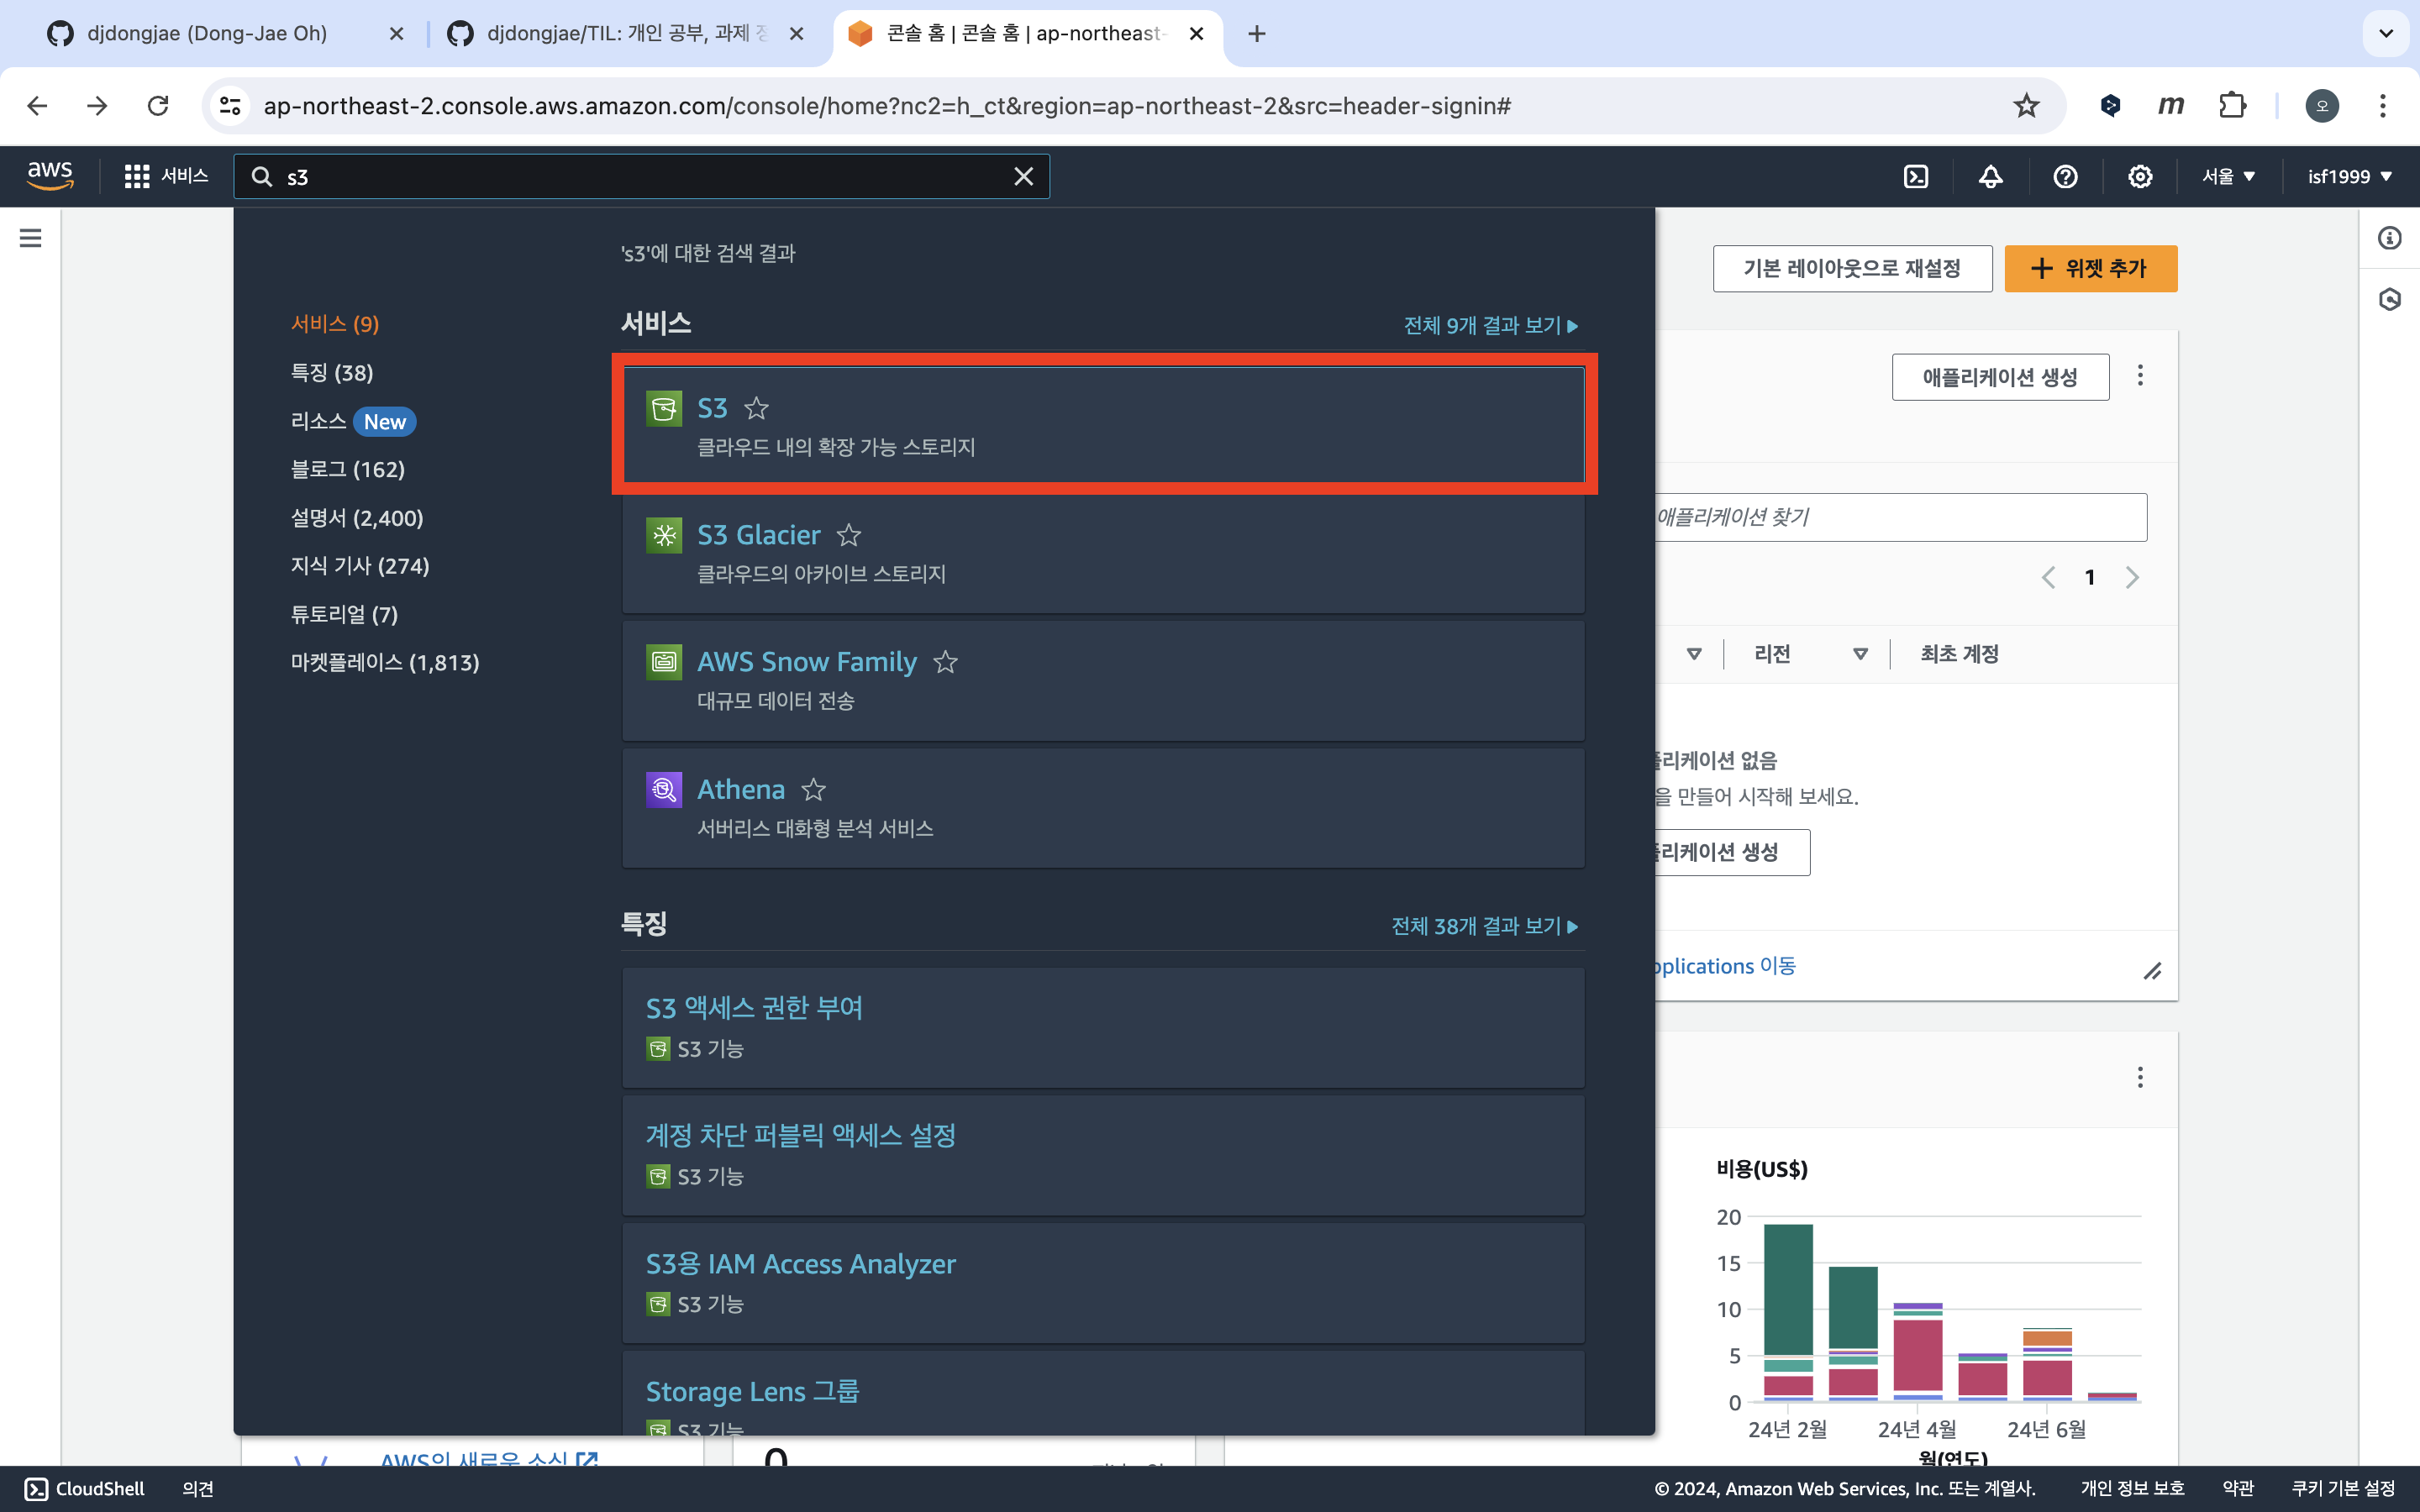 djdongjae (Dong-Jae Oh)
djdongjae/TIL: 개인 공부, 과제 정
콘솔 홈 | 콘솔 홈 | ap-northeast-
ap-northeast-2.console.aws.amazon.com/console/home?nc2=h_ct&region=ap-northeast-2&src=header-signin#
m
오
aws
서비스
s3
서울
isf1999
's3'에 대한 검색 결과
서비스 (9)
특징 (38)
리소스 New
블로그 (162)
설명서 (2,400)
지식 기사 (274)
튜토리얼 (7)
마켓플레이스 (1,813)
서비스
전체 9개 결과 보기
S3
클라우드 내의 확장 가능 스토리지
S3 Glacier
클라우드의 아카이브 스토리지
AWS Snow Family
대규모 데이터 전송
Athena
서버리스 대화형 분석 서비스
특징
전체 38개 결과 보기
S3 액세스 권한 부여
S3 기능
계정 차단 퍼블릭 액세스 설정
S3 기능
S3용 IAM Access Analyzer
S3 기능
Storage Lens 그룹
S3 기능
기본 레이아웃으로 재설정
위젯 추가
애플리케이션 생성
애플리케이션 찾기
1
리전
최초 계정
플리케이션 없음
을 만들어 시작해 보세요.
플리케이션 생성
pplications 이동
비용(US$)
20
15
10
5
0
24년 2월
24년 4월
24년 6월
월(연도)
AWS의 새로운 소식
0
CloudShell
의견
© 2024, Amazon Web Services, Inc. 또는 계열사.
개인 정보 보호
약관
쿠키 기본 설정